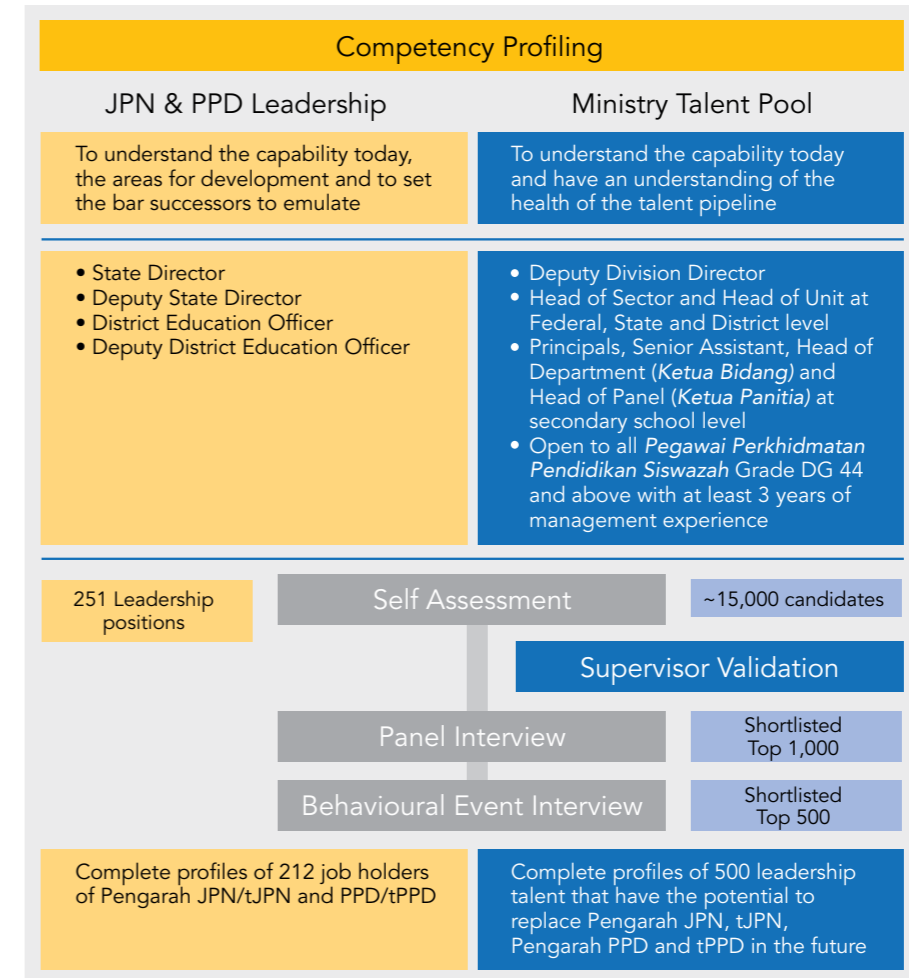 Competency Profiling
JPN & PPD Leadership
Ministry Talent Pool
To understand the capability today,
the areas for development and to set
the bar successors to emulate
To understand the capability today
and have an understanding of the
health of the talent pipeline
• State Director
• Deputy State Director
• District Education Officer
• Deputy District Education Officer
• Deputy Division Director
• Head of Sector and Head of Unit at
Federal, State and District level
• Principals, Senior Assistant, Head of
Department (Ketua Bidang) and
Head of Panel (Ketua Panitia) at
secondary school level
• Open to all Pegawai Perkhidmatan
Pendidikan Siswazah Grade DG 44
and above with at least 3 years of
management experience
251 Leadership
positions
Self Assessment
~15,000 candidates
Supervisor Validation
Panel Interview
Shortlisted
Top 1,000
Behavioural Event Interview
Shortlisted
Top 500
Complete profiles of 212 job holders
of Pengarah JPN/tJPN and PPD/tPPD
Complete profiles of 500 leadership
talent that have the potential to
replace Pengarah JPN, tJPN,
Pengarah PPD and tPPD in the future